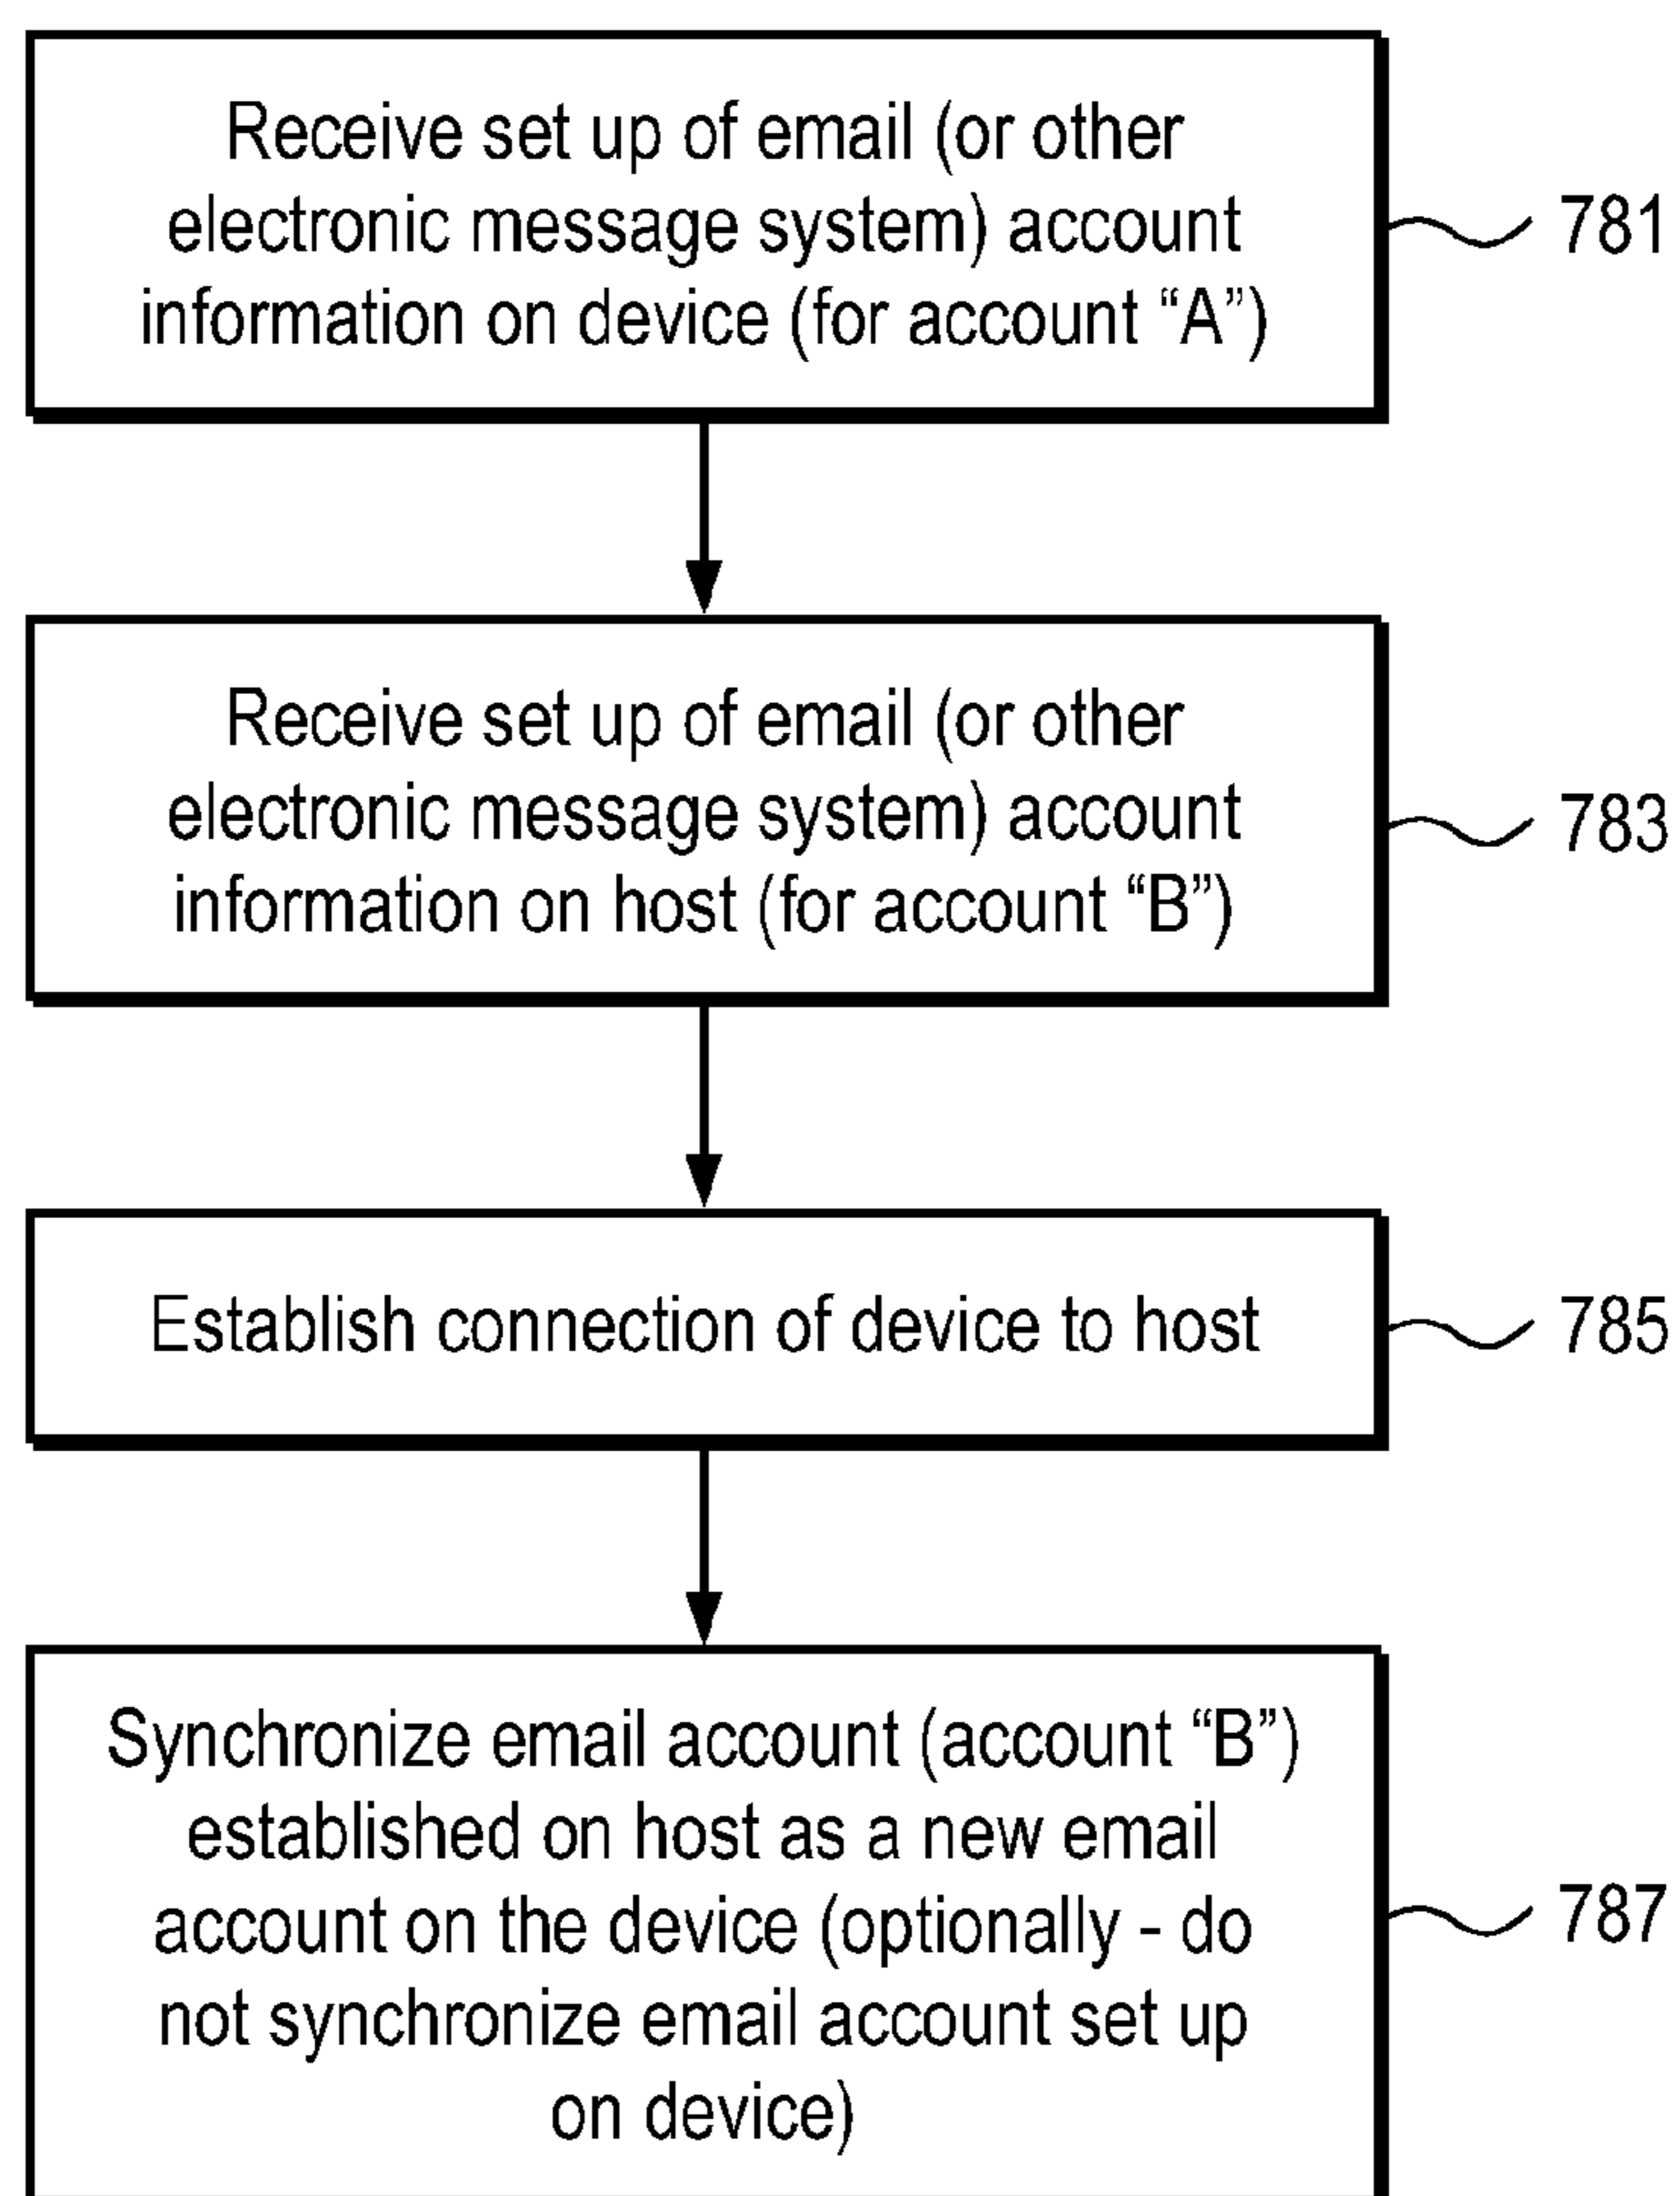 Receive set up of email (or other
electronic message system) account
information on device (for account “A”)
781
Receive set up of email (or other
electronic message system) account
information on host (for account “B”)
783
Establish connection of device to host
785
Synchronize email account (account “B”)
established on host as a new email
account on the device (optionally - do
not synchronize email account set up
on device)
787